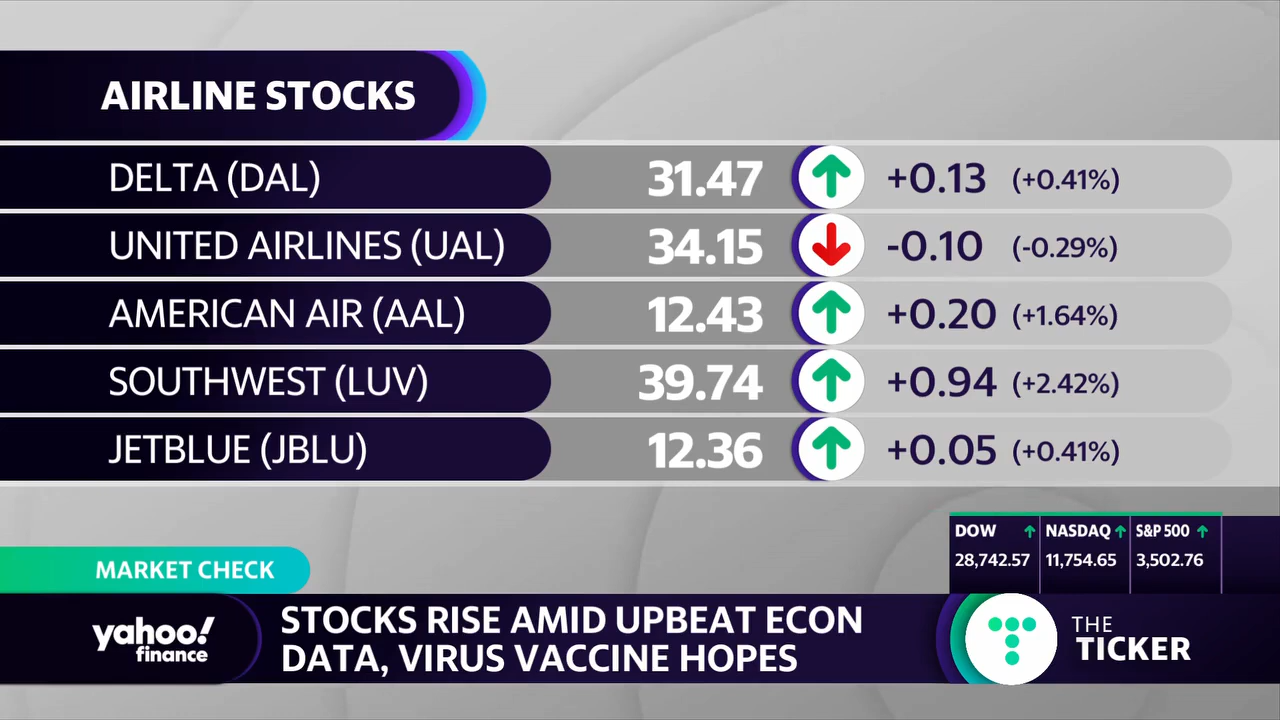 AIRLINE STOCKS
DELTA (DAL) 31.47 +0.13 (+0.41%)
UNITED AIRLINES (UAL) 34.15 -0.10 (-0.29%)
AMERICAN AIR (AAL) 12.43 +0.20 (+1.64%)
SOUTHWEST (LUV) 39.74 +0.94 (+2.42%)
JETBLUE (JBLU) 12.36 +0.05 (+0.41%)
DOW NASDAQ S&P 500
28,742.57 11,754.65 3,502.76
MARKET CHECK
yahoo!
finance
STOCKS RISE AMID UPBEAT ECON
DATA, VIRUS VACCINE HOPES
THE
TICKER